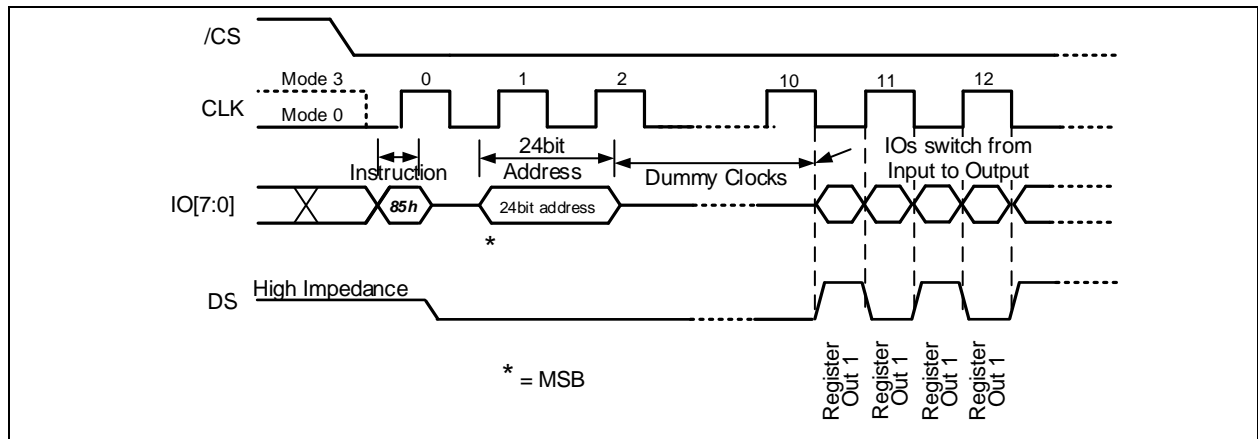 /CS
Mode 3
0
1
2
10
11
12
CLK
Mode 0
24bit
IOs switch from
Instruction
Address
Dummy Clocks
Input to Output
IO[7:0]
85h
24bit address
*
High Impedance
DS
* = MSB
Register
Out 1
Register
Out 1
Register
Out 1
Register
Out 1